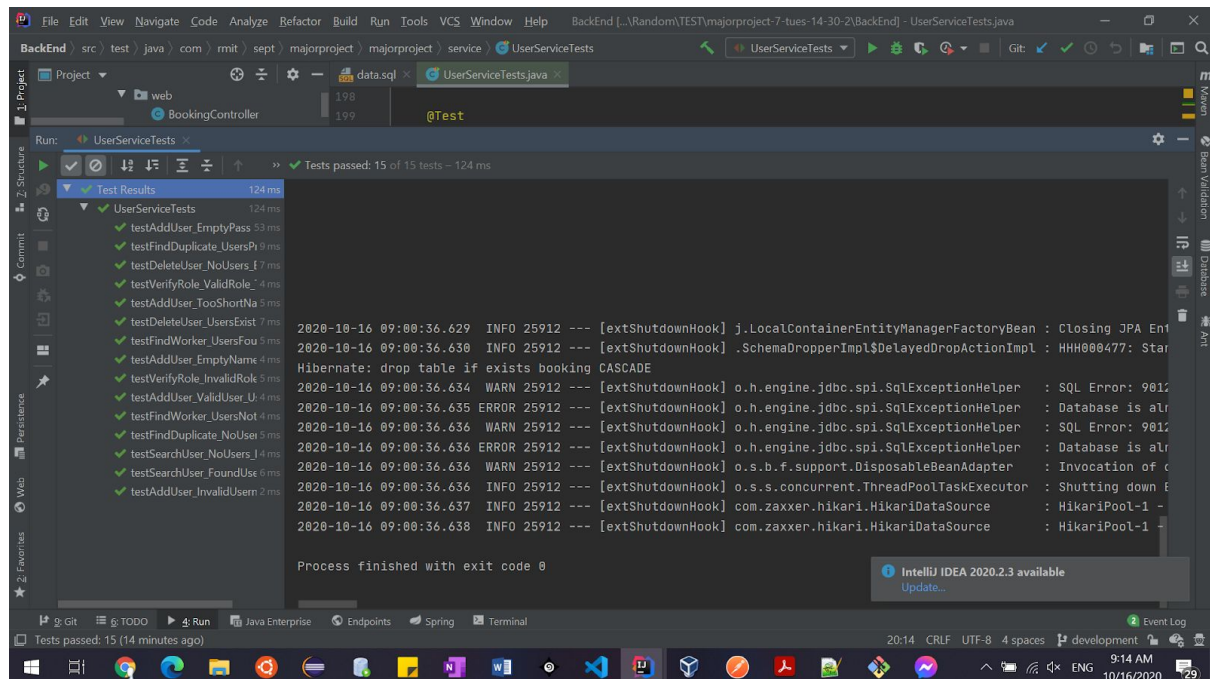 File Edit View Navigate Code Analyze Refactor Build Run Tools VCS Window Help BackEnd [...\Random\TEST\majorproject-7-tues-14-30-2\BackEnd] - UserServiceTests.java
BackEnd src test java com rmit sept majorproject majorproject service UserServiceTests UserServiceTests Git:
1: Project
Project
data.sql
UserServiceTests.java
m Maven
web
BookingController
198
199 @Test
Run: UserServiceTests
Tests passed: 15 of 15 tests – 124 ms
Z: Structure
Bean Validation
Test Results 124 ms
UserServiceTests 124 ms
testAddUser_EmptyPass 53 ms
testFindDuplicate_UsersPr 9 ms
testDeleteUser_NoUsers_E 7 ms
testVerifyRole_ValidRole_ 4 ms
testAddUser_TooShortNa 5 ms
testDeleteUser_UsersExist 7 ms
testFindWorker_UsersFou 5 ms
testAddUser_EmptyName 4 ms
testVerifyRole_InvalidRole 5 ms
testAddUser_ValidUser_U 4 ms
testFindWorker_UsersNot 4 ms
testFindDuplicate_NoUser 5 ms
testSearchUser_NoUsers_ 4 ms
testSearchUser_FoundUse 6 ms
testAddUser_InvalidUsern 2 ms
Commit
Persistence
Web
2: Favorites
Database
Ant
2020-10-16 09:00:36.629 INFO 25912 --- [extShutdownHook] j.LocalContainerEntityManagerFactoryBean : Closing JPA Ent
2020-10-16 09:00:36.630 INFO 25912 --- [extShutdownHook] .SchemaDropperImpl$DelayedDropActionImpl : HHH000477: Star
Hibernate: drop table if exists booking CASCADE
2020-10-16 09:00:36.634 WARN 25912 --- [extShutdownHook] o.h.engine.jdbc.spi.SqlExceptionHelper : SQL Error: 9012
2020-10-16 09:00:36.635 ERROR 25912 --- [extShutdownHook] o.h.engine.jdbc.spi.SqlExceptionHelper : Database is alr
2020-10-16 09:00:36.636 WARN 25912 --- [extShutdownHook] o.h.engine.jdbc.spi.SqlExceptionHelper : SQL Error: 9012
2020-10-16 09:00:36.636 ERROR 25912 --- [extShutdownHook] o.h.engine.jdbc.spi.SqlExceptionHelper : Database is alr
2020-10-16 09:00:36.636 WARN 25912 --- [extShutdownHook] o.s.b.f.support.DisposableBeanAdapter : Invocation of d
2020-10-16 09:00:36.636 INFO 25912 --- [extShutdownHook] o.s.s.concurrent.ThreadPoolTaskExecutor : Shutting down E
2020-10-16 09:00:36.637 INFO 25912 --- [extShutdownHook] com.zaxxer.hikari.HikariDataSource : HikariPool-1 -
2020-10-16 09:00:36.638 INFO 25912 --- [extShutdownHook] com.zaxxer.hikari.HikariDataSource : HikariPool-1 -
Process finished with exit code 0
IntelliJ IDEA 2020.2.3 available
Update...
9: Git 6: TODO 4: Run Java Enterprise Endpoints Spring Terminal 2 Event Log
Tests passed: 15 (14 minutes ago) 20:14 CRLF UTF-8 4 spaces development
ENG 9:14 AM
10/16/2020 29